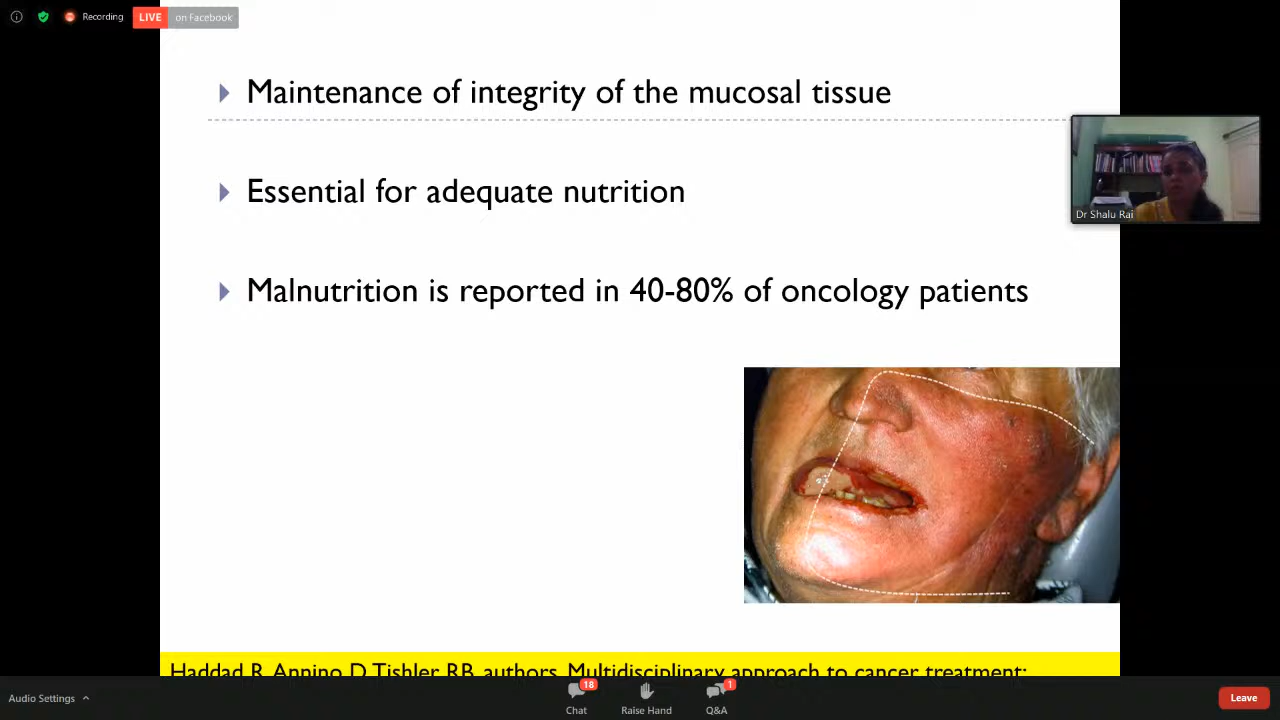 Recording
LIVE on Facebook
Maintenance of integrity of the mucosal tissue
Essential for adequate nutrition
Dr Shalu Rai
Malnutrition is reported in 40-80% of oncology patients
Haddad R, Annino D, Tishler RB, authors. Multidisciplinary approach to cancer treatment:
Audio Settings
18
Chat
Raise Hand
1
Q&A
Leave